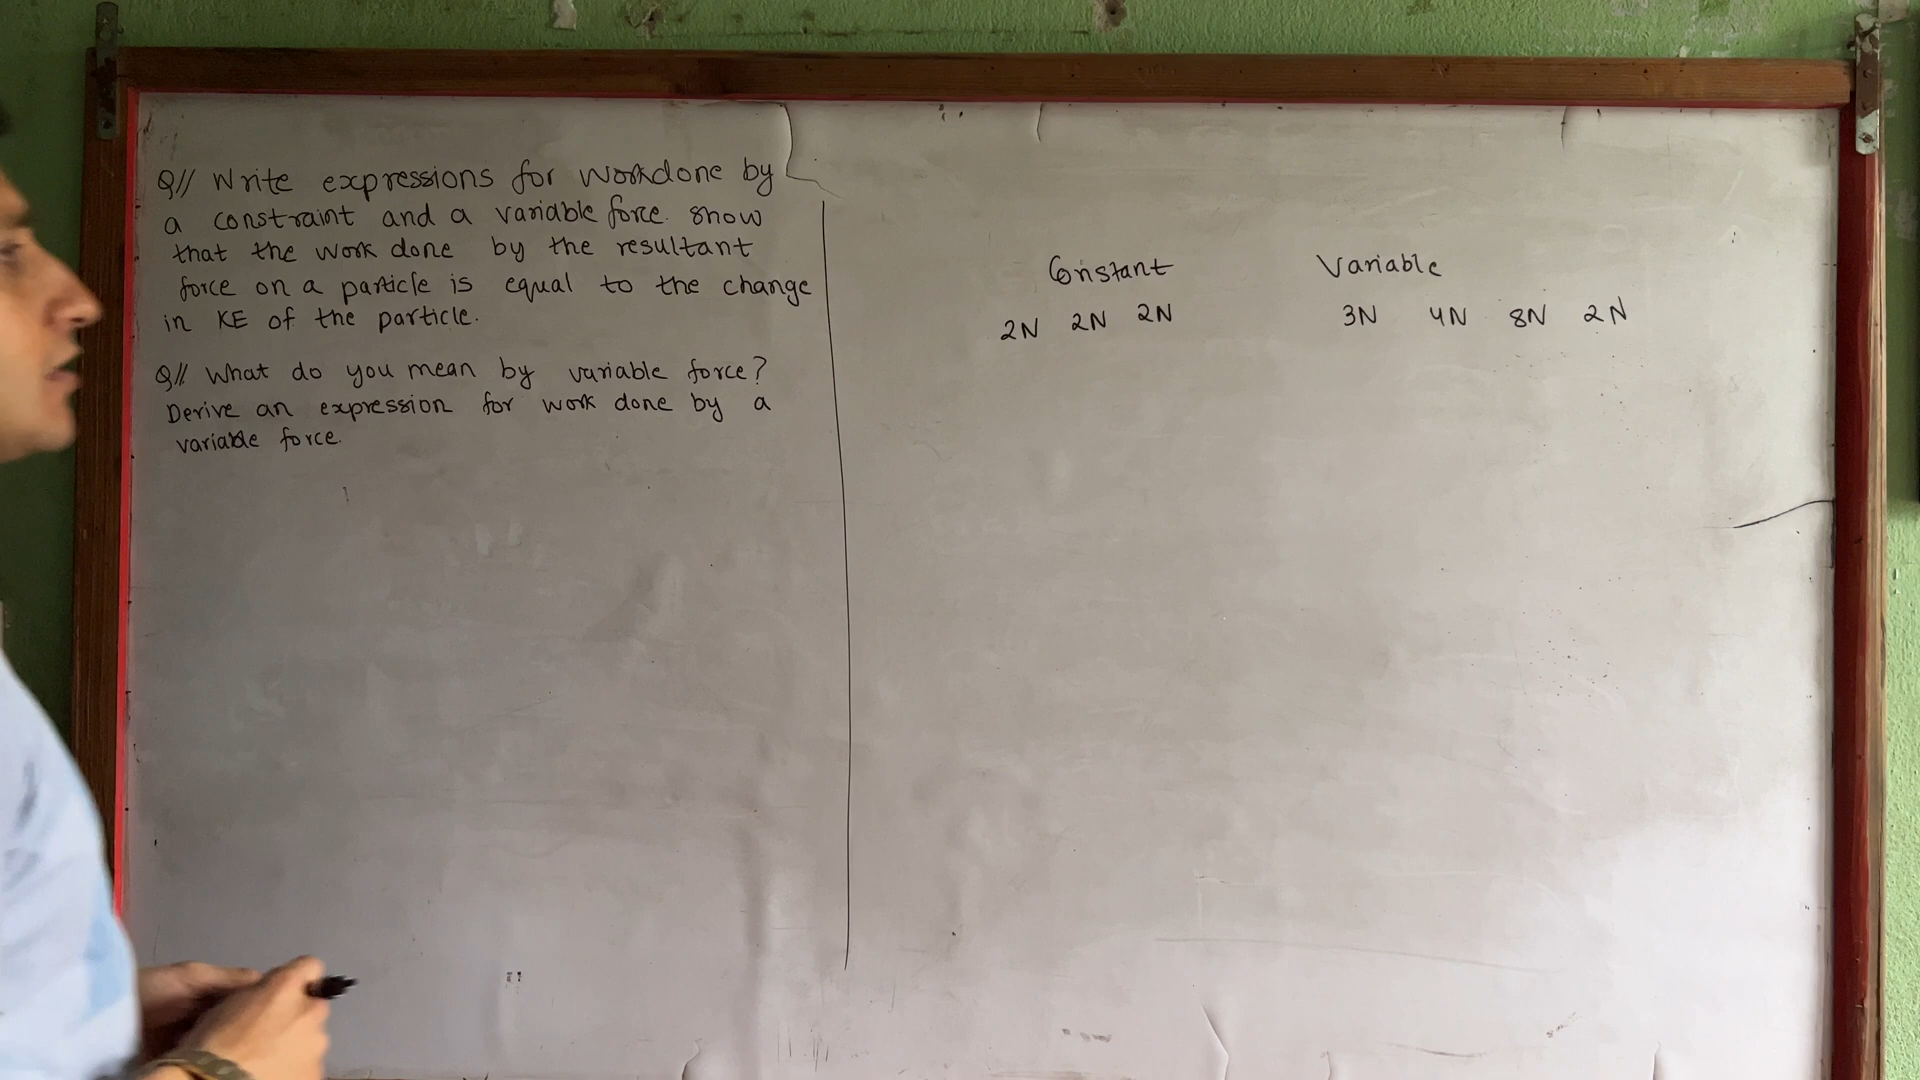 Q// Write expressions for workdone by
a constraint and a variable force. show
that the work done by the resultant
force on a particle is equal to the change
in KE of the particle.
Q// What do you mean by variable force?
Derive an expression for work done by a
variable force.
Constant Variable
2N 2N 2N 3N 4N 8N 2N